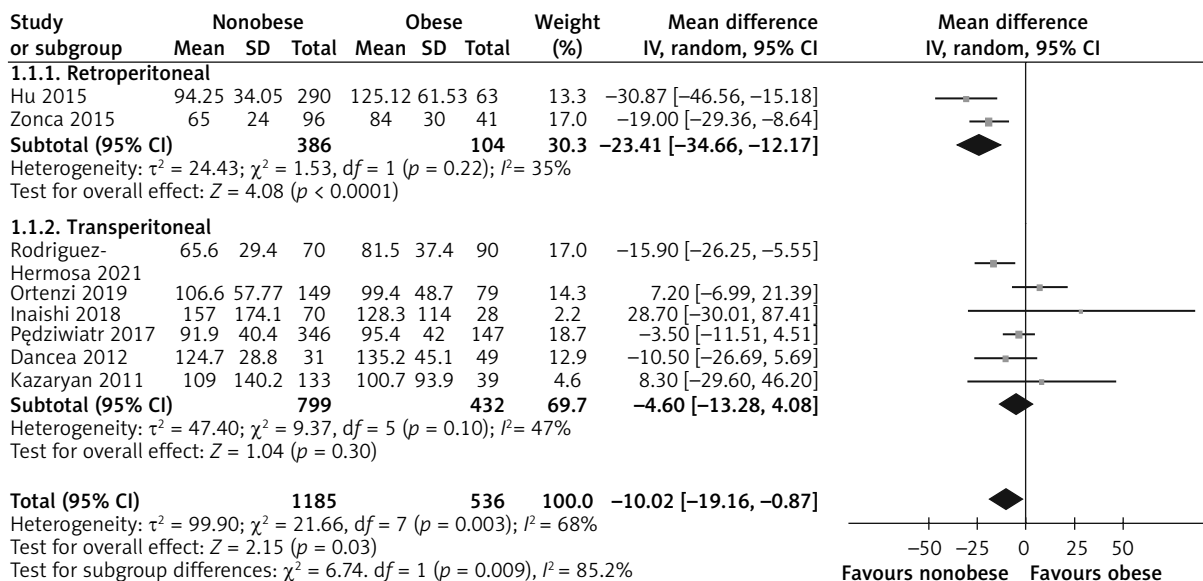 Study Nonobese Obese Weight Mean difference Mean difference
or subgroup Mean SD Total Mean SD Total (%) IV, random, 95% CI IV, random, 95% CI
1.1.1. Retroperitoneal
Hu 2015 94.25 34.05 290 125.12 61.53 63 13.3 −30.87 [−46.56, −15.18]
Zonca 2015 65 24 96 84 30 41 17.0 −19.00 [−29.36, −8.64]
Subtotal (95% CI) 386 104 30.3 −23.41 [−34.66, −12.17]
Heterogeneity: τ² = 24.43; χ² = 1.53, df = 1 (p = 0.22); I²= 35%
Test for overall effect: Z = 4.08 (p < 0.0001)
1.1.2. Transperitoneal
Rodriguez- 65.6 29.4 70 81.5 37.4 90 17.0 −15.90 [−26.25, −5.55]
Hermosa 2021
Ortenzi 2019 106.6 57.77 149 99.4 48.7 79 14.3 7.20 [−6.99, 21.39]
Inaishi 2018 157 174.1 70 128.3 114 28 2.2 28.70 [−30.01, 87.41]
Pędziwiatr 2017 91.9 40.4 346 95.4 42 147 18.7 −3.50 [−11.51, 4.51]
Dancea 2012 124.7 28.8 31 135.2 45.1 49 12.9 −10.50 [−26.69, 5.69]
Kazaryan 2011 109 140.2 133 100.7 93.9 39 4.6 8.30 [−29.60, 46.20]
Subtotal (95% CI) 799 432 69.7 −4.60 [−13.28, 4.08]
Heterogeneity: τ² = 47.40; χ² = 9.37, df = 5 (p = 0.10); I²= 47%
Test for overall effect: Z = 1.04 (p = 0.30)
Total (95% CI) 1185 536 100.0 −10.02 [−19.16, −0.87]
Heterogeneity: τ² = 99.90; χ² = 21.66, df = 7 (p = 0.003); I² = 68%
Test for overall effect: Z = 2.15 (p = 0.03)
Test for subgroup differences: χ² = 6.74. df = 1 (p = 0.009), I² = 85.2%
−50 −25 0 25 50
Favours nonobese Favours obese